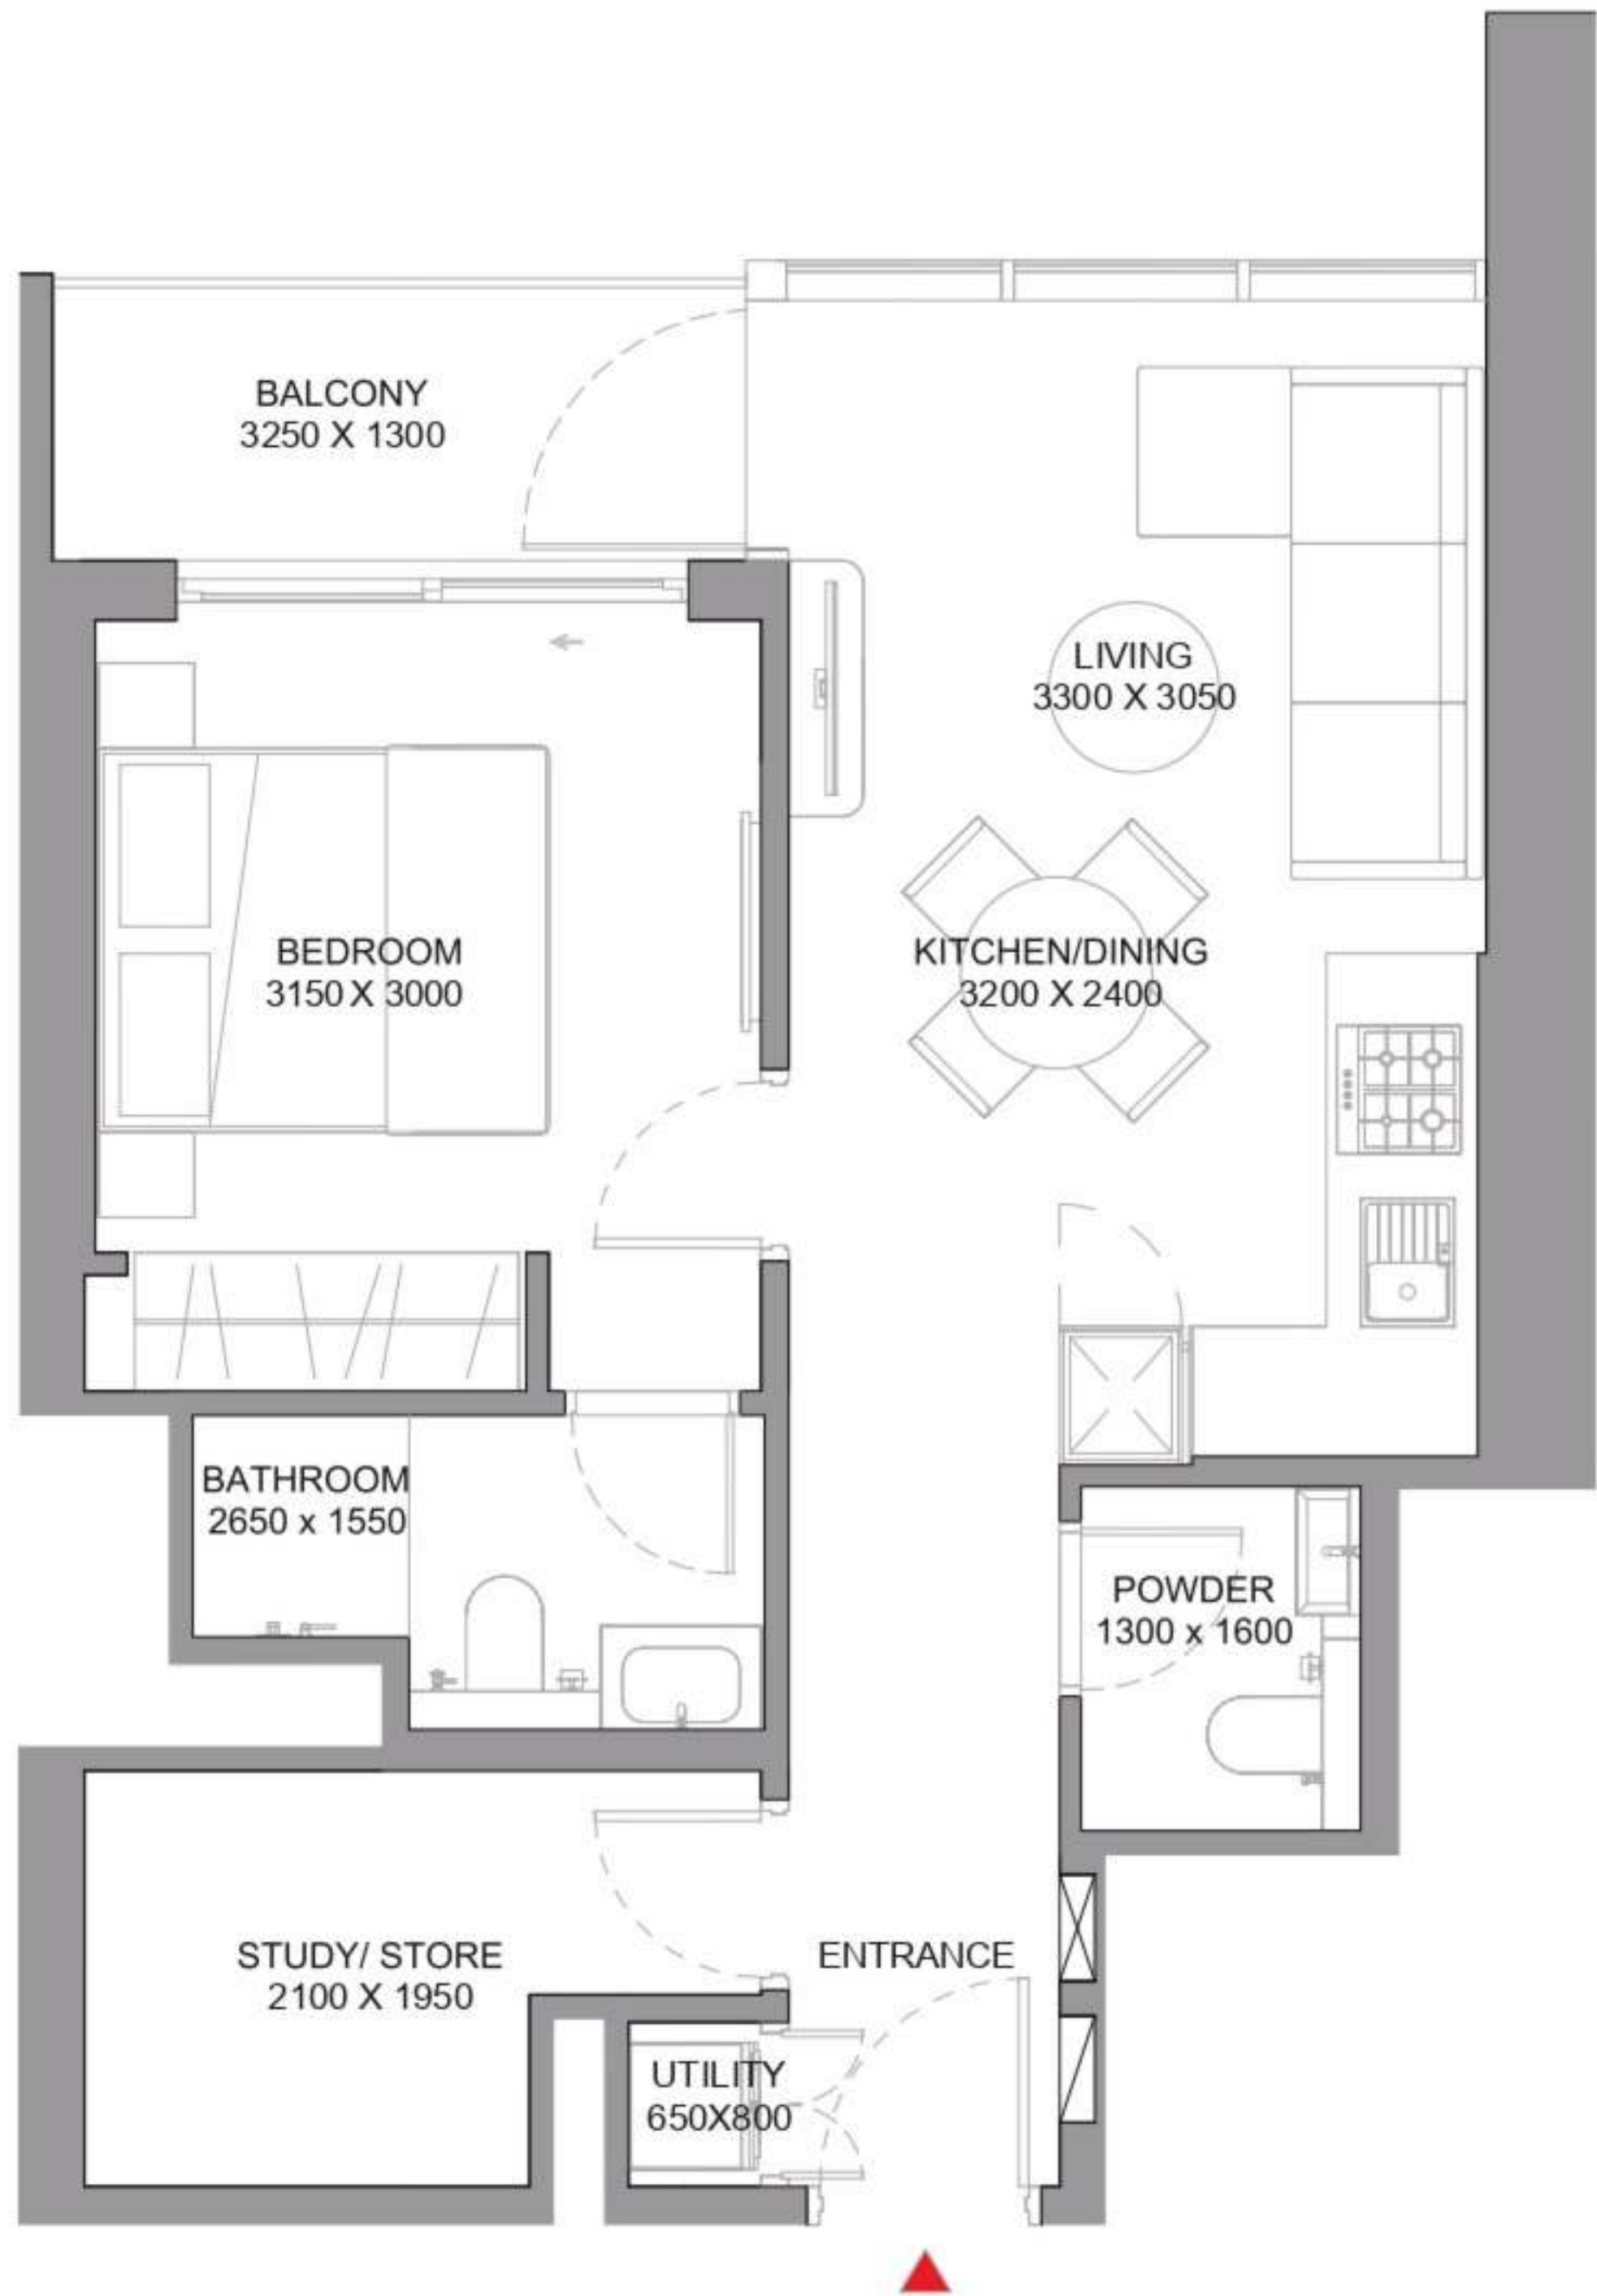 BALCONY
3250 X 1300
LIVING
3300 X 3050
BEDROOM
3150 X 3000
KITCHEN/DINING
3200 X 2400
BATHROOM
2650 x 1550
POWDER
1300 x 1600
STUDY/ STORE
2100 X 1950
ENTRANCE
UTILITY
650X800